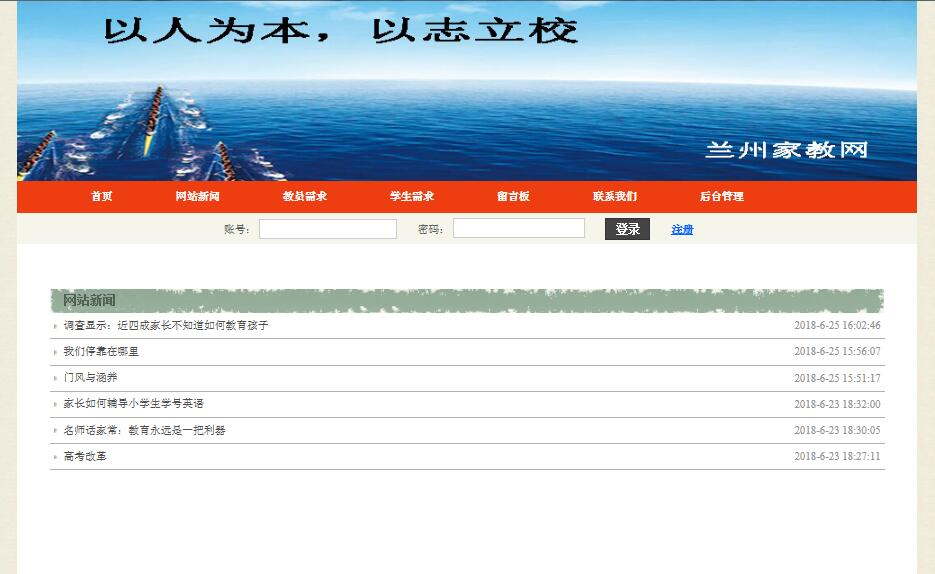 以人为本，以志立校
兰州家教网
首页 网站新闻 教员需求 学生需求 留言板 联系我们 后台管理
账号： 密码： 登录 注册
网站新闻
调查显示：近四成家长不知道如何教育孩子 2018-6-25 16:02:46
我们停靠在哪里 2018-6-25 15:56:07
门风与涵养 2018-6-25 15:51:17
家长如何辅导小学生学号英语 2018-6-23 18:32:00
名师话家常：教育永远是一把利器 2018-6-23 18:30:05
高考改革 2018-6-23 18:27:11